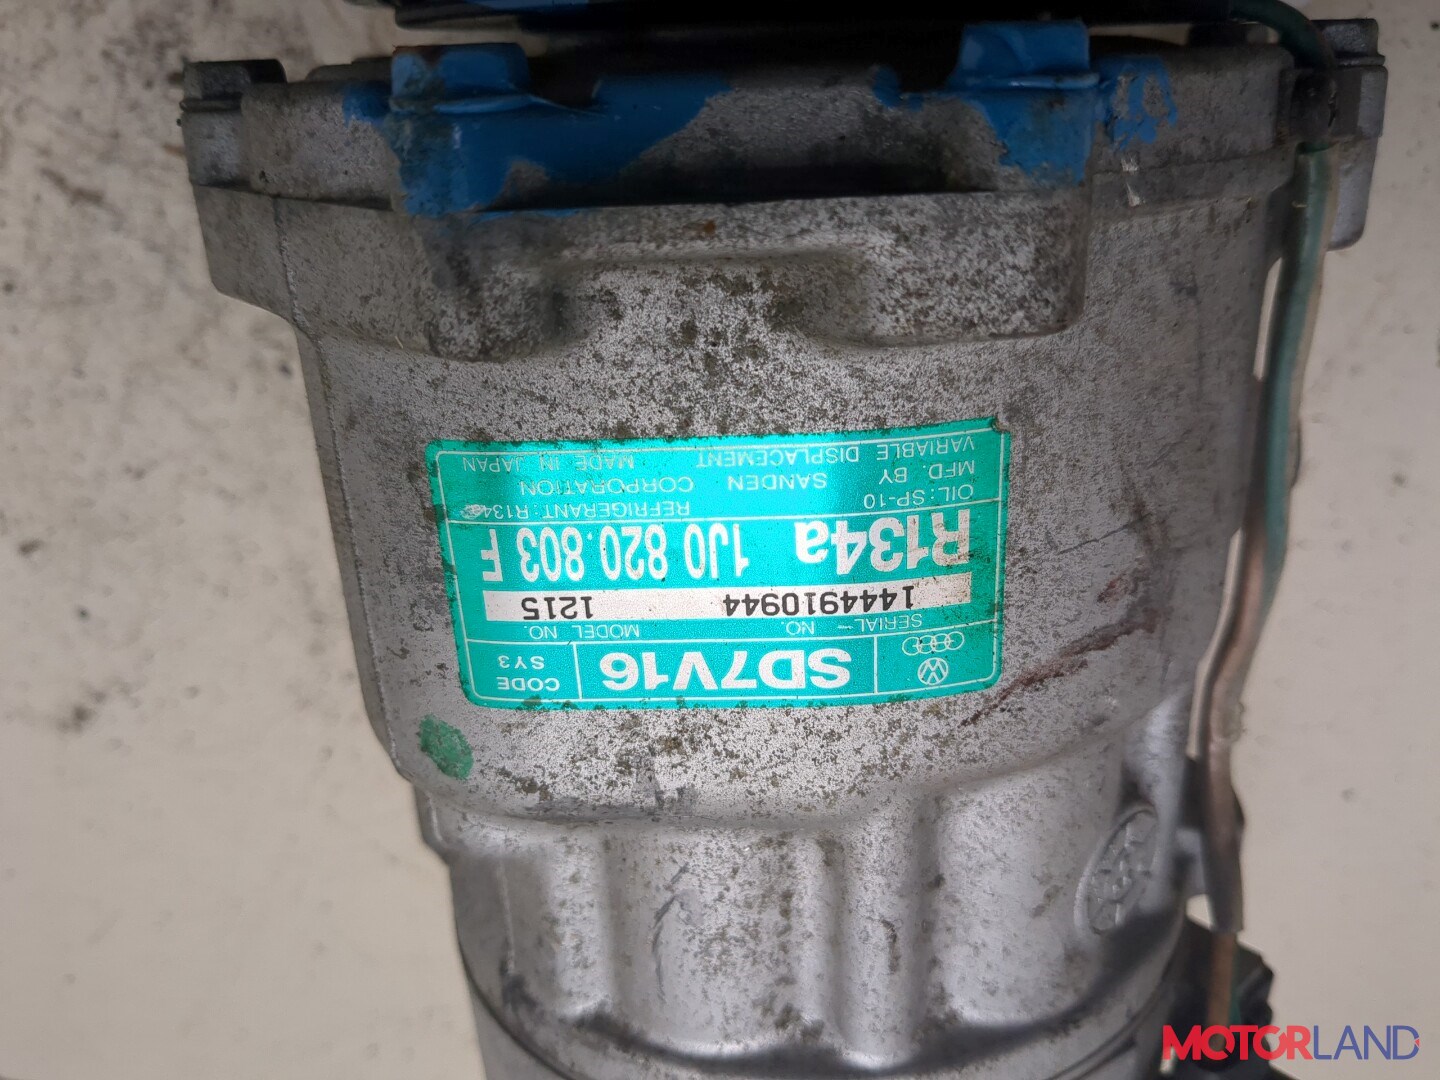 SD7V16
CODE
SY3
SERIAL NO. MODEL NO.
1444910944 1215
R134a 1J0 820.803 F
OIL:SP-10 REFRIGERANT:R134a
MFD. BY SANDEN CORPORATION
VARIABLE DISPLACEMENT MADE IN JAPAN
MOTORLAND